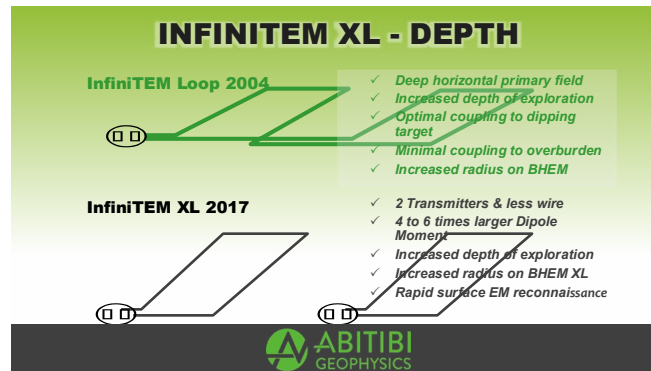 INFINITEM XL - DEPTH
InfiniTEM Loop 2004
✓ Deep horizontal primary field
✓ Increased depth of exploration
✓ Optimal coupling to dipping
target
✓ Minimal coupling to overburden
✓ Increased radius on BHEM
InfiniTEM XL 2017
✓ 2 Transmitters & less wire
✓ 4 to 6 times larger Dipole
Moment
✓ Increased depth of exploration
✓ Increased radius on BHEM XL
✓ Rapid surface EM reconnaissance
ABITIBI
GEOPHYSICS